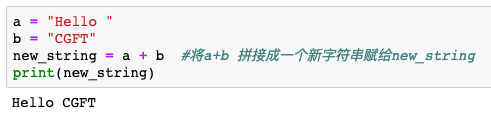 a = "Hello "
b = "CGFT"
new_string = a + b  #将a+b 拼接成一个新字符串赋给new_string
print(new_string)
Hello CGFT